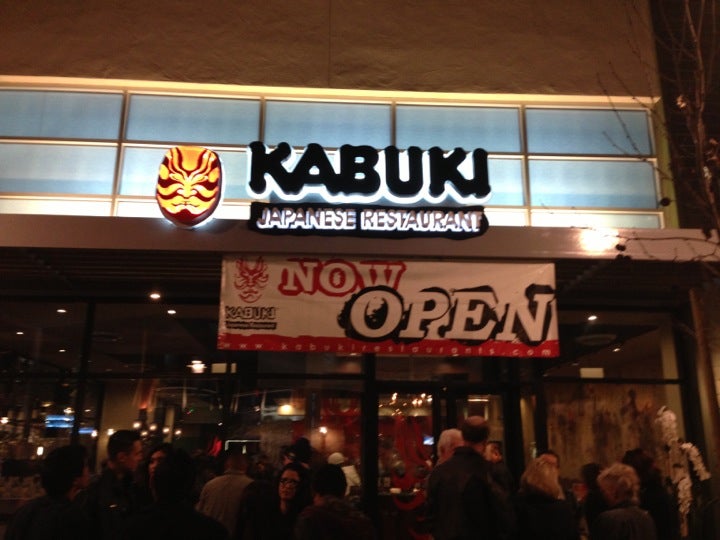 KABUKI
JAPANESE RESTAURANT
NOW
OPEN
KABUKI
www.kabukirestaurants.com